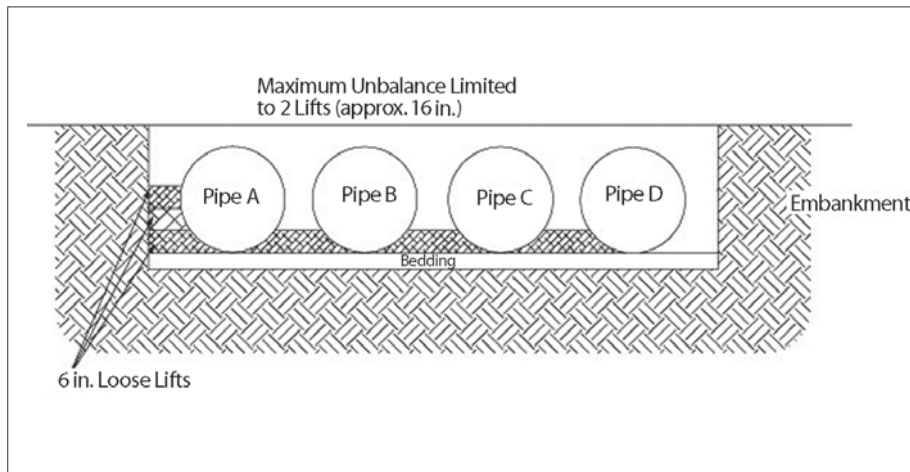 Maximum Unbalance Limited
to 2 Lifts (approx. 16 in.)
Pipe A
Pipe B
Pipe C
Pipe D
Embankment
Bedding
6 in. Loose Lifts